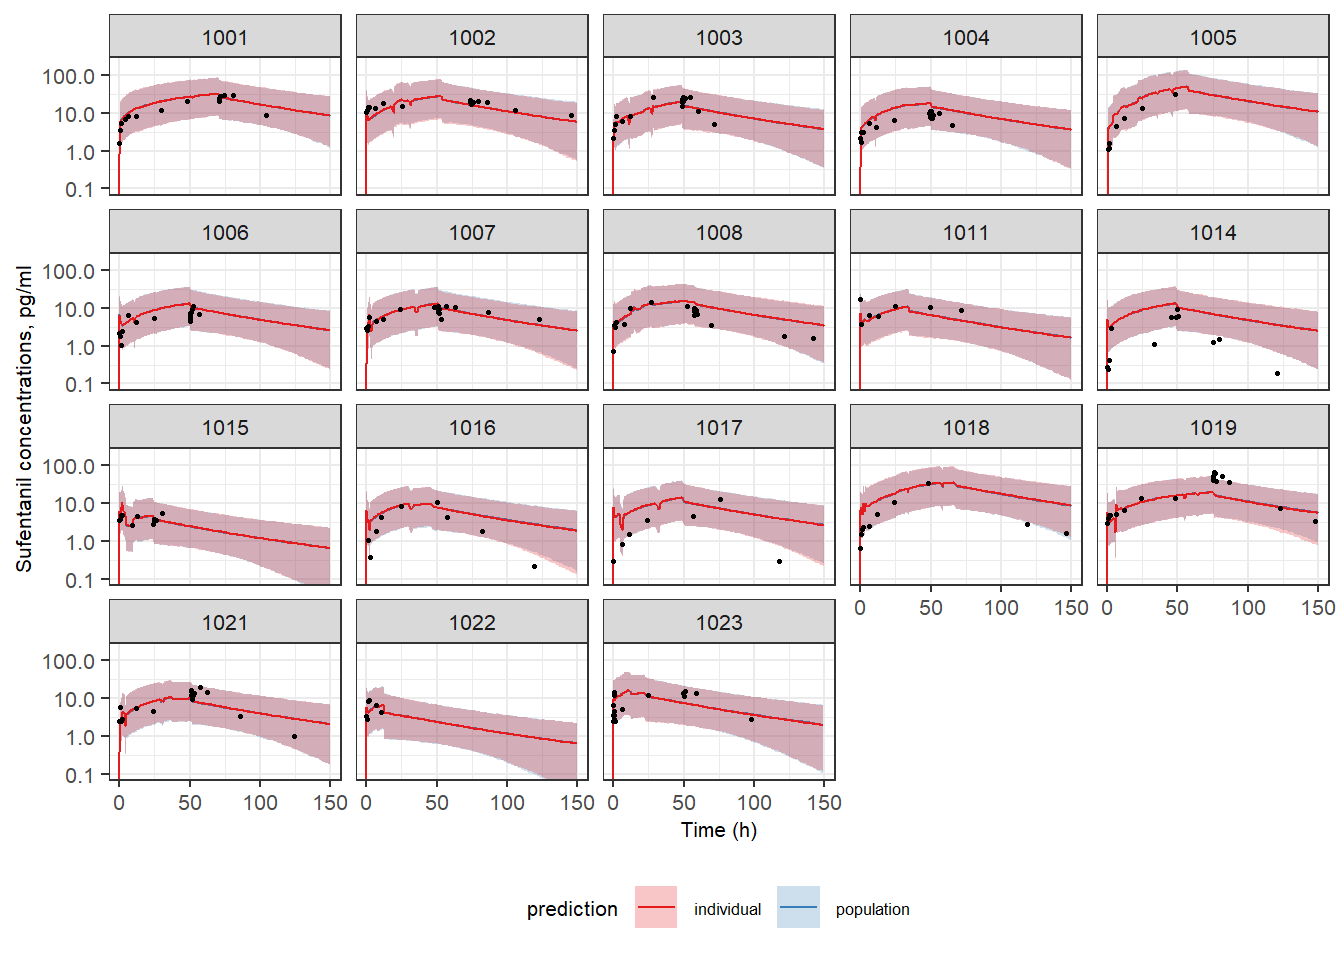 1001 1002 1003 1004 1005
100.0
10.0
1.0
0.1
1006 1007 1008 1011 1014
100.0
10.0
1.0
0.1
Sufentanil concentrations, pg/ml
1015 1016 1017 1018 1019
100.0
10.0
1.0
0.1
0 50 100 150 0 50 100 150
1021 1022 1023
100.0
10.0
1.0
0.1
0 50 100 150 0 50 100 150 0 50 100 150
Time (h)
prediction individual population